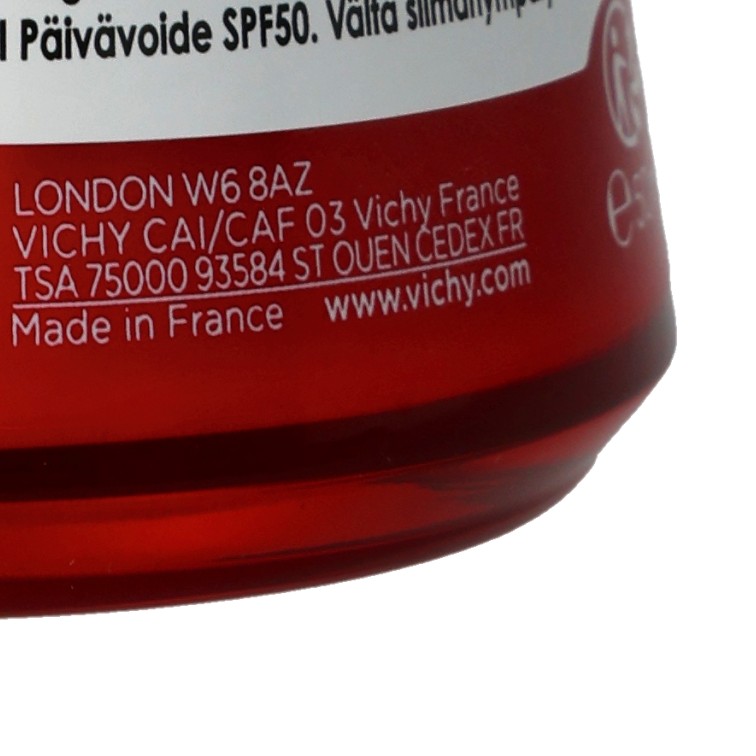 Päivävoide SPF50. Vältä silmänympä
LONDON W6 8AZ
VICHY CAI/CAF 03 Vichy France
TSA 75000 93584 ST OUEN CEDEX FR
Made in France www.vichy.com
e